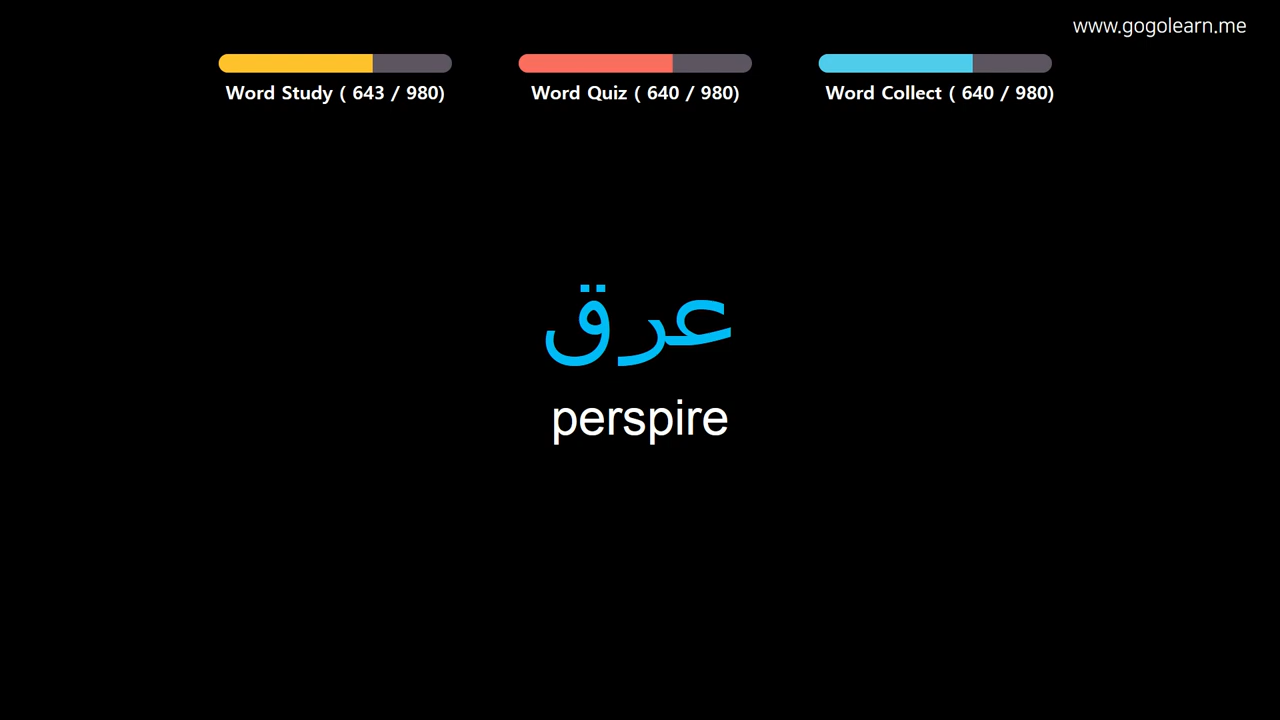 www.gogolearn.me
Word Study ( 643 / 980)
Word Quiz ( 640 / 980)
Word Collect ( 640 / 980)
عرق
perspire